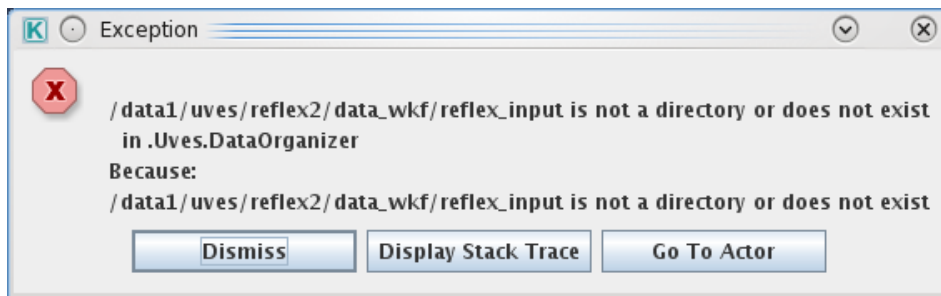 K Exception
X
/data1/uves/reflex2/data_wkf/reflex_input is not a directory or does not exist
in .Uves.DataOrganizer
Because:
/data1/uves/reflex2/data_wkf/reflex_input is not a directory or does not exist
Dismiss Display Stack Trace Go To Actor